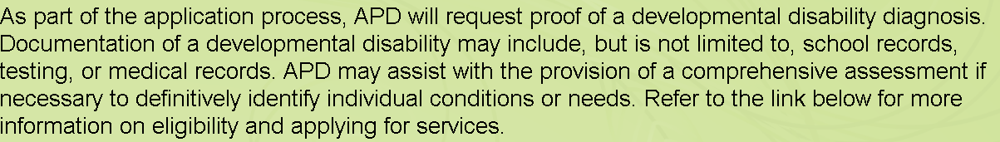 As part of the application process, APD will request proof of a developmental disability diagnosis.
Documentation of a developmental disability may include, but is not limited to, school records,
testing, or medical records. APD may assist with the provision of a comprehensive assessment if
necessary to definitively identify individual conditions or needs. Refer to the link below for more
information on eligibility and applying for services.